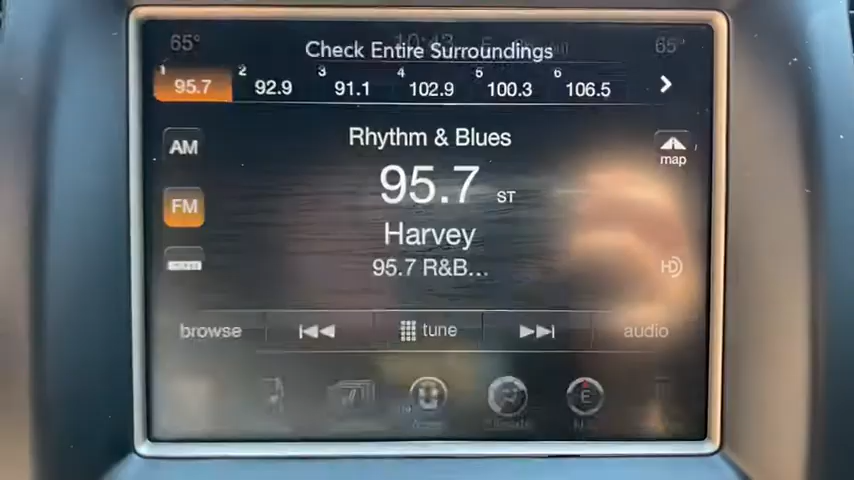 65° 65°
Check Entire Surroundings
1 95.7 2 92.9 3 91.1 4 102.9 5 100.3 6 106.5
AM Rhythm & Blues map
95.7 ST
FM Harvey
95.7 R&B... HD
browse tune audio
E